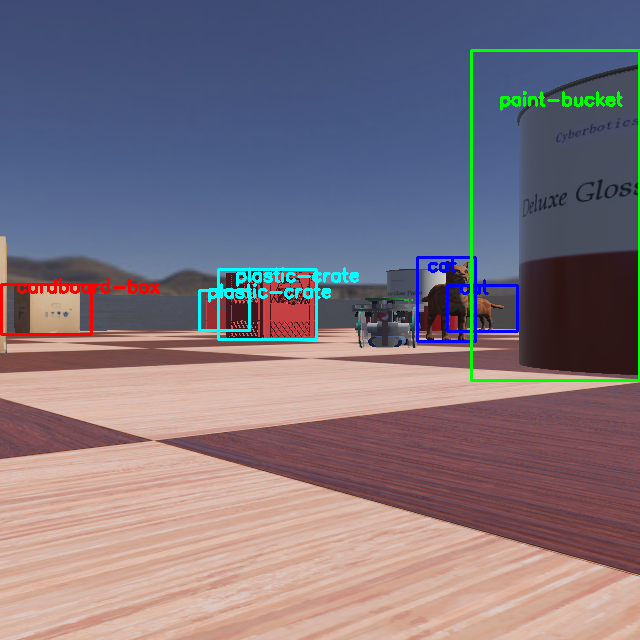 paint-bucket
Cyberbotics
Deluxe Gloss
cat
cat
plastic-crate
plastic-crate
cardboard-box